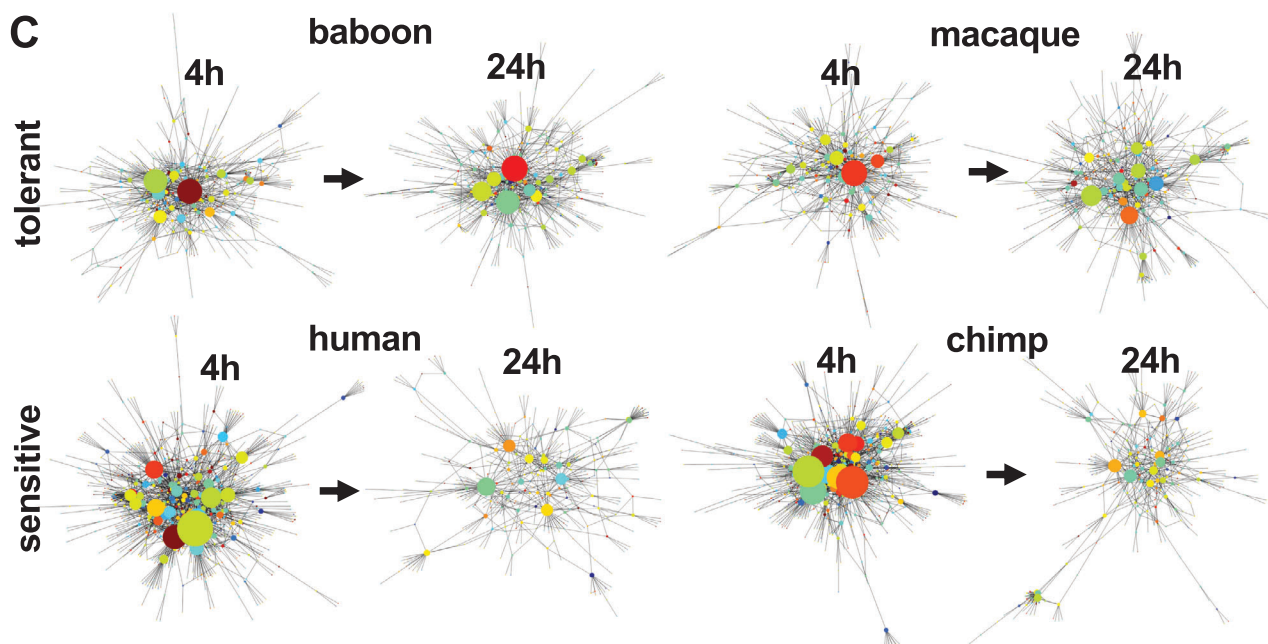 C
baboon
macaque
4h
24h
4h
24h
tolerant
human
chimp
4h
24h
4h
24h
sensitive